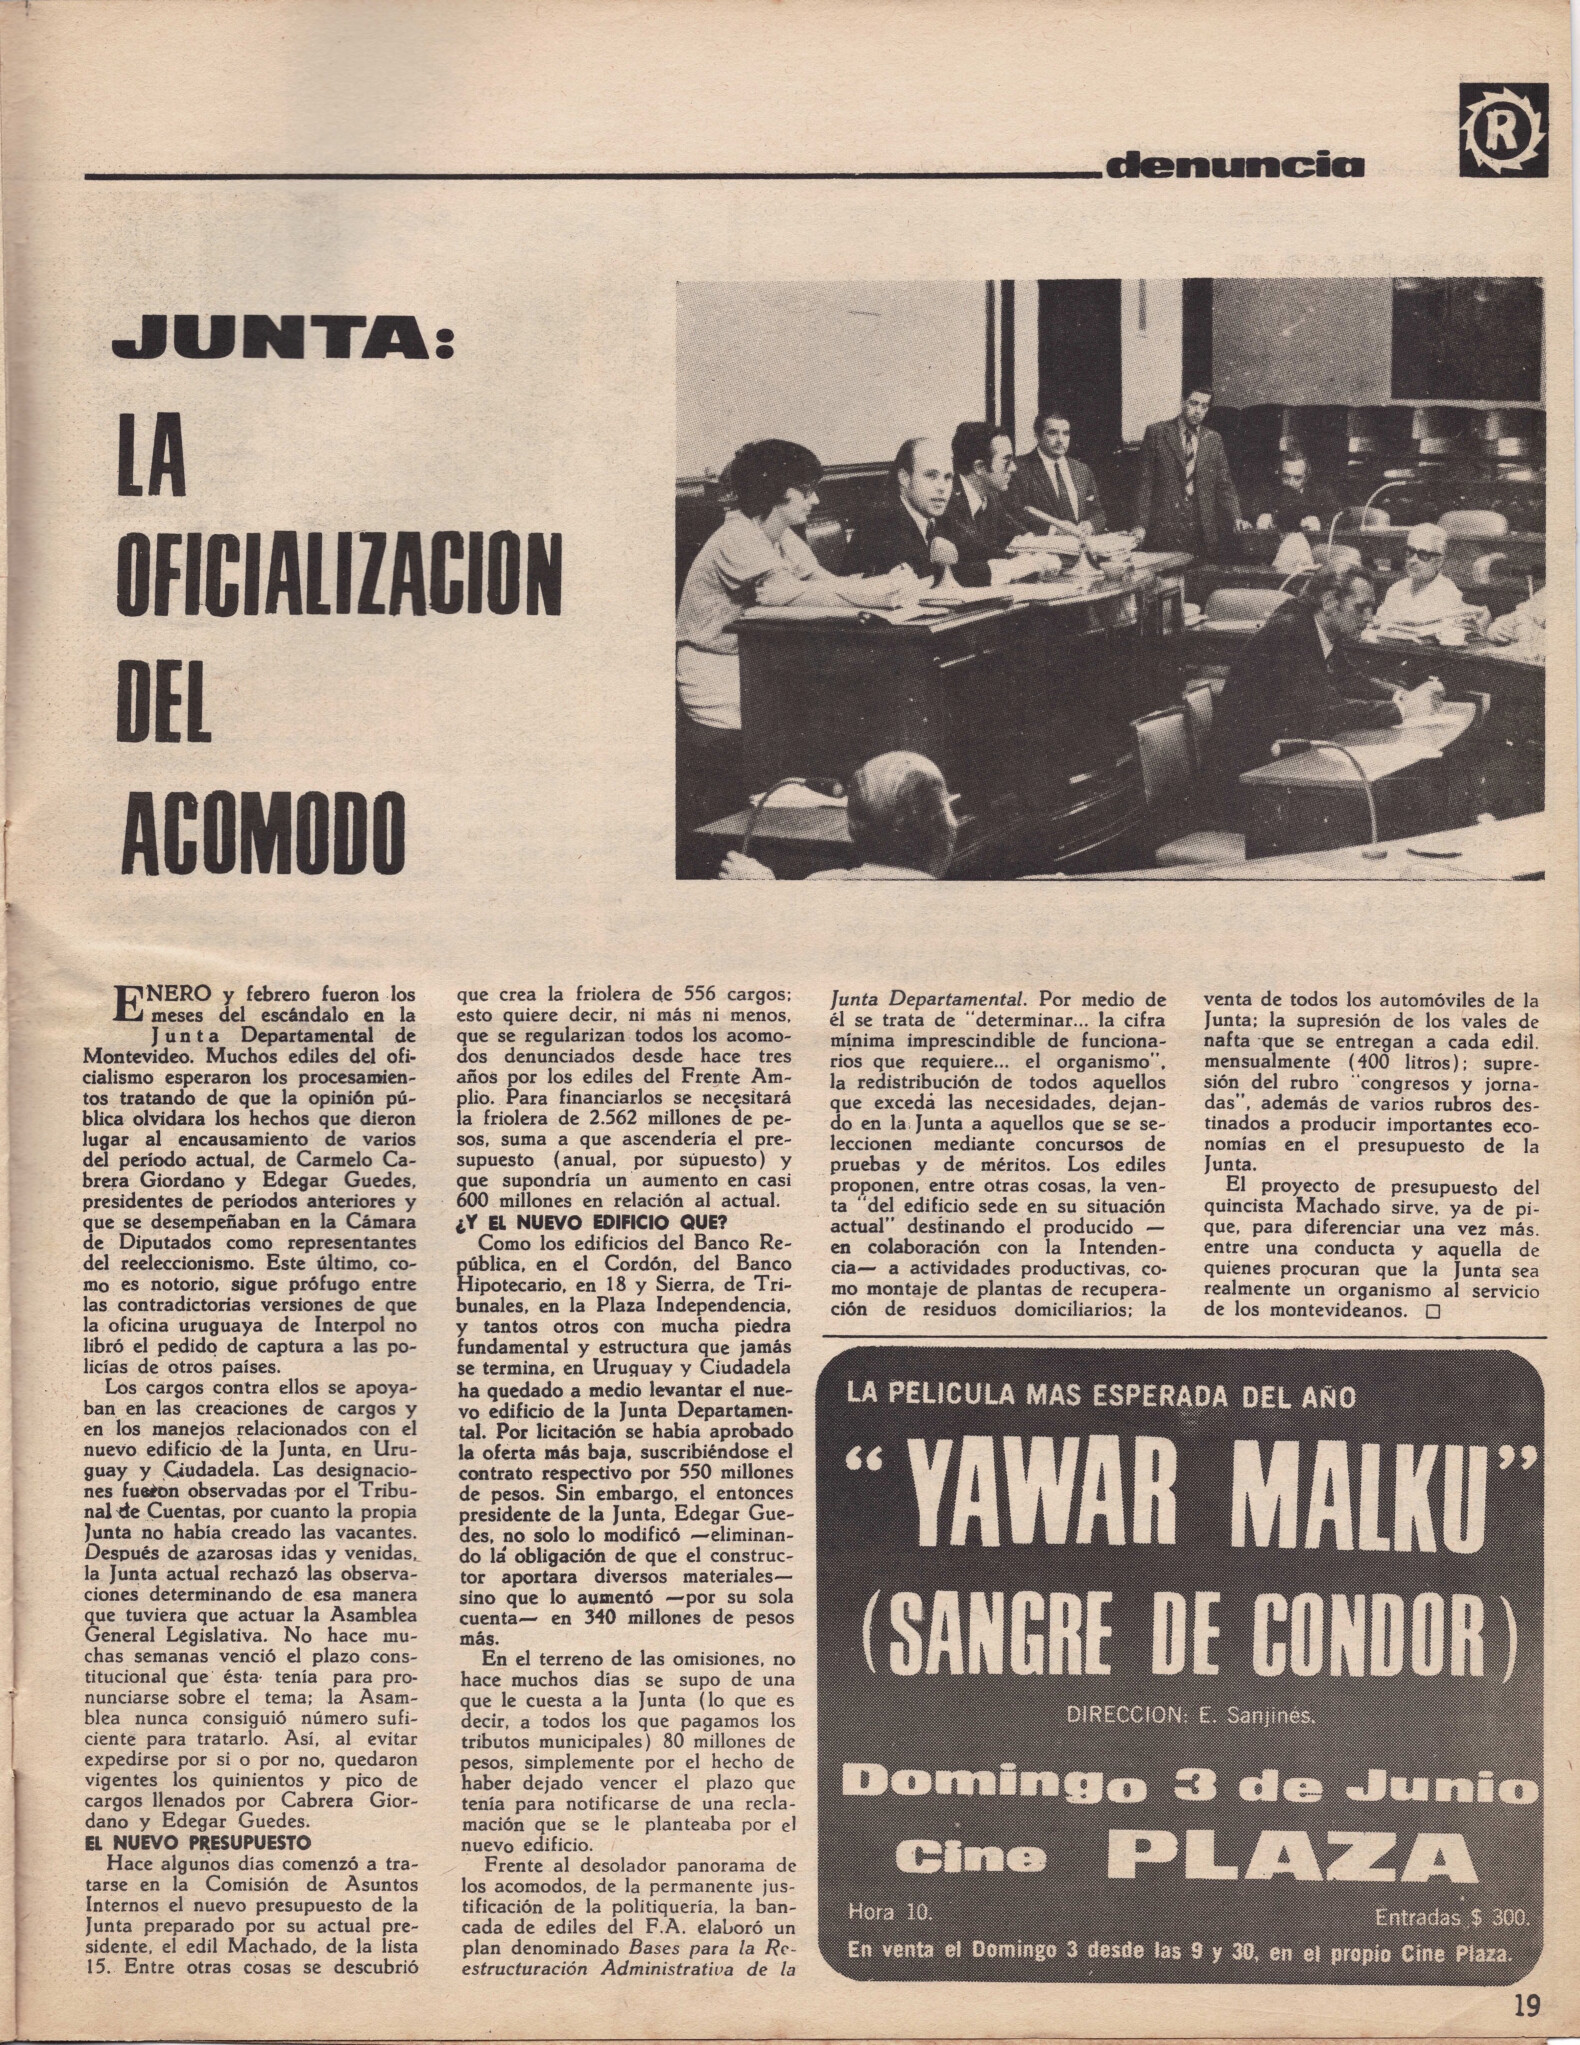 denuncia
R
JUNTA:
LA
OFICIALIZACION
DEL
ACOMODO
ENERO y febrero fueron los
meses del escándalo en la
Junta Departamental de
Montevideo. Muchos ediles del ofi-
cialismo esperaron los procesamien-
tos tratando de que la opinión pú-
blica olvidara los hechos que dieron
lugar al encausamiento de varios
del período actual, de Carmelo Ca-
brera Giordano y Edegar Guedes,
presidentes de períodos anteriores y
que se desempeñaban en la Cámara
de Diputados como representantes
del reeleccionismo. Este último, co-
mo es notorio, sigue prófugo entre
las contradictorias versiones de que
la oficina uruguaya de Interpol no
libró el pedido de captura a las po-
licías de otros países.
Los cargos contra ellos se apoya-
ban en las creaciones de cargos y
en los manejos relacionados con el
nuevo edificio de la Junta, en Uru-
guay y Ciudadela. Las designacio-
nes fueron observadas por el Tribu-
nal de Cuentas, por cuanto la propia
Junta no había creado las vacantes.
Después de azarosas idas y venidas,
la Junta actual rechazó las observa-
ciones determinando de esa manera
que tuviera que actuar la Asamblea
General Legislativa. No hace mu-
chas semanas venció el plazo cons-
titucional que ésta tenía para pro-
nunciarse sobre el tema; la Asam-
blea nunca consiguió número sufi-
ciente para tratarlo. Así, al evitar
expedirse por si o por no, quedaron
vigentes los quinientos y pico de
cargos llenados por Cabrera Gior-
dano y Edegar Guedes.
EL NUEVO PRESUPUESTO
Hace algunos días comenzó a tra-
tarse en la Comisión de Asuntos
Internos el nuevo presupuesto de la
Junta preparado por su actual pre-
sidente, el edil Machado, de la lista
15. Entre otras cosas se descubrió
que crea la friolera de 556 cargos;
esto quiere decir, ni más ni menos,
que se regularizan todos los acomo-
dos denunciados desde hace tres
años por los ediles del Frente Am-
plio. Para financiarlos se necesitará
la friolera de 2.562 millones de pe-
sos, suma a que ascendería el pre-
supuesto (anual, por supuesto) y
que supondría un aumento en casi
600 millones en relación al actual.
¿Y EL NUEVO EDIFICIO QUE?
Como los edificios del Banco Re-
pública, en el Cordón, del Banco
Hipotecario, en 18 y Sierra, de Tri-
bunales, en la Plaza Independencia,
y tantos otros con mucha piedra
fundamental y estructura que jamás
se termina, en Uruguay y Ciudadela
ha quedado a medio levantar el nue-
vo edificio de la Junta Departamen-
tal. Por licitación se había aprobado
la oferta más baja, suscribiéndose el
contrato respectivo por 550 millones
de pesos. Sin embargo, el entonces
presidente de la Junta, Edegar Gue-
des, no solo lo modificó —eliminan-
do la obligación de que el construc-
tor aportara diversos materiales—
sino que lo aumentó —por su sola
cuenta— en 340 millones de pesos
más.
En el terreno de las omisiones, no
hace muchos días se supo de una
que le cuesta a la Junta (lo que es
decir, a todos los que pagamos los
tributos municipales) 80 millones de
pesos, simplemente por el hecho de
haber dejado vencer el plazo que
tenía para notificarse de una recla-
mación que se le planteaba por el
nuevo edificio.
Frente al desolador panorama de
los acomodos, de la permanente jus-
tificación de la politiquería, la ban-
cada de ediles del F.A. elaboró un
plan denominado Bases para la Re-
estructuración Administrativa de la
Junta Departamental. Por medio de
él se trata de "determinar... la cifra
mínima imprescindible de funciona-
rios que requiere... el organismo",
la redistribución de todos aquellos
que exceda las necesidades, dejan-
do en la Junta a aquellos que se se-
leccionen mediante concursos de
pruebas y de méritos. Los ediles
proponen, entre otras cosas, la ven-
ta "del edificio sede en su situación
actual" destinando el producido —
en colaboración con la Intenden-
cia— a actividades productivas, co-
mo montaje de plantas de recupera-
ción de residuos domiciliarios; la
venta de todos los automóviles de la
Junta; la supresión de los vales de
nafta que se entregan a cada edil,
mensualmente (400 litros); supre-
sión del rubro "congresos y jorna-
das", además de varios rubros des-
tinados a producir importantes eco-
nomías en el presupuesto de la
Junta.
El proyecto de presupuesto del
quincista Machado sirve, ya de pi-
que, para diferenciar una vez más,
entre una conducta y aquella de
quienes procuran que la Junta sea
realmente un organismo al servicio
de los montevideanos. □
LA PELICULA MAS ESPERADA DEL AÑO
"YAWAR MALKU"
(SANGRE DE CONDOR)
DIRECCION: E. Sanjinés.
Domingo 3 de Junio
Cine PLAZA
Hora 10.
Entradas $ 300.
En venta el Domingo 3 desde las 9 y 30, en el propio Cine Plaza.
19